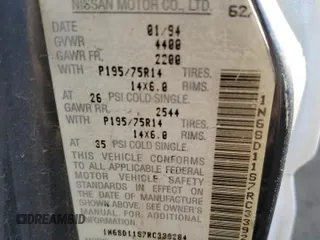 NISSAN MOTOR CO., LTD.
62.
DATE 01/94
GVWR 4400
GAWR FR. 2200
WITH P195/75R14 TIRES.
14X6.0 RIMS.
AT 26 PSI COLD SINGLE.
GAWR RR. 2544
WITH P195/75R14 TIRES.
14X6.0 RIMS.
AT 35 PSI COLD SINGLE.
THIS VEHICLE CONFORMS
TO ALL APPLICABLE FEDERAL
MOTOR VEHICLE SAFETY
STANDARDS IN EFFECT ON
THE DATE OF MANUFACTURE
SHOWN ABOVE.
SEE OWNER'S MANUAL FOR
ADDITIONAL INFORMATION.
DREAMBID